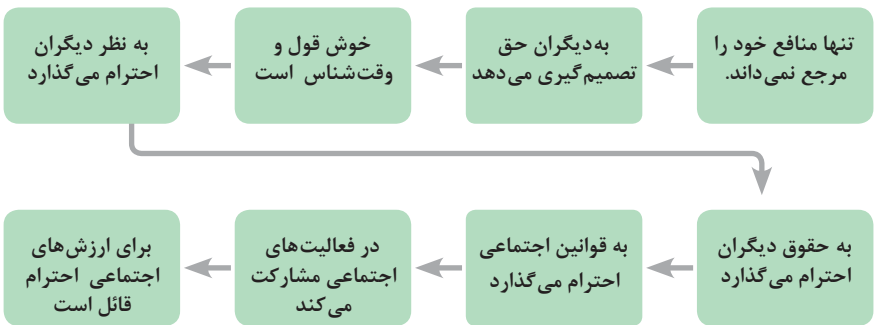 تنها منافع خود را
مرجع نمی‌داند.
به‌دیگران حق
تصمیم‌گیری می‌دهد
خوش قول و
وقت‌شناس است
به نظر دیگران
احترام می‌گذارد
به حقوق دیگران
احترام می‌گذارد
به قوانین اجتماعی
احترام می‌گذارد
در فعالیت‌های
اجتماعی مشارکت
می‌کند
برای ارزش‌های
اجتماعی احترام
قائل است